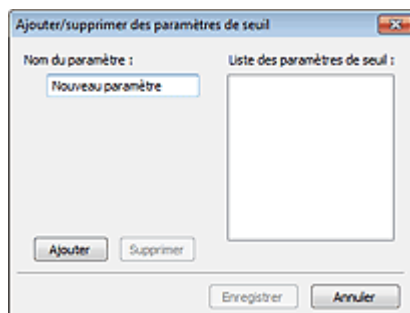 Ajouter/supprimer des paramètres de seuil
Nom du paramètre :
Liste des paramètres de seuil :
Nouveau paramètre
Ajouter
Supprimer
Enregistrer
Annuler